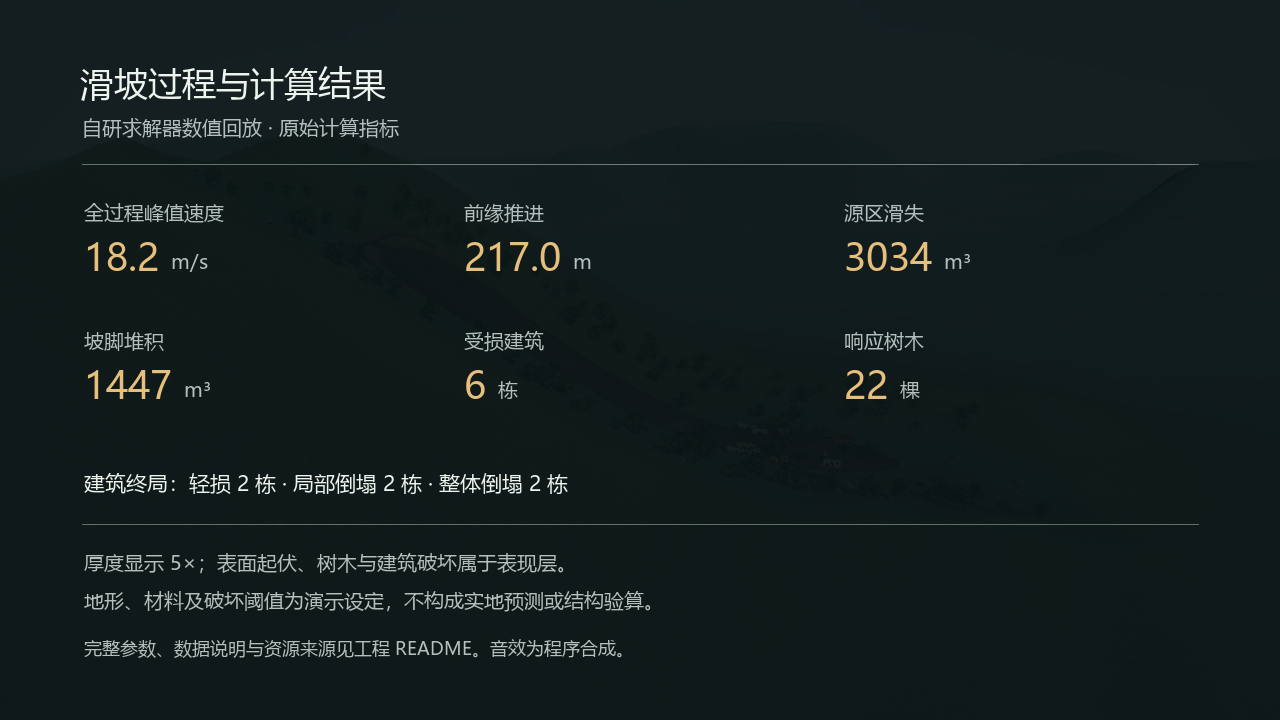 滑坡过程与计算结果
自研求解器数值回放 · 原始计算指标
全过程峰值速度
18.2 m/s
前缘推进
217.0 m
源区滑失
3034 m³
坡脚堆积
1447 m³
受损建筑
6 栋
响应树木
22 棵
建筑终局：轻损 2 栋 · 局部倒塌 2 栋 · 整体倒塌 2 栋
厚度显示 5×；表面起伏、树木与建筑破坏属于表现层。
地形、材料及破坏阈值为演示设定，不构成实地预测或结构验算。
完整参数、数据说明与资源来源见工程 README。音效为程序合成。